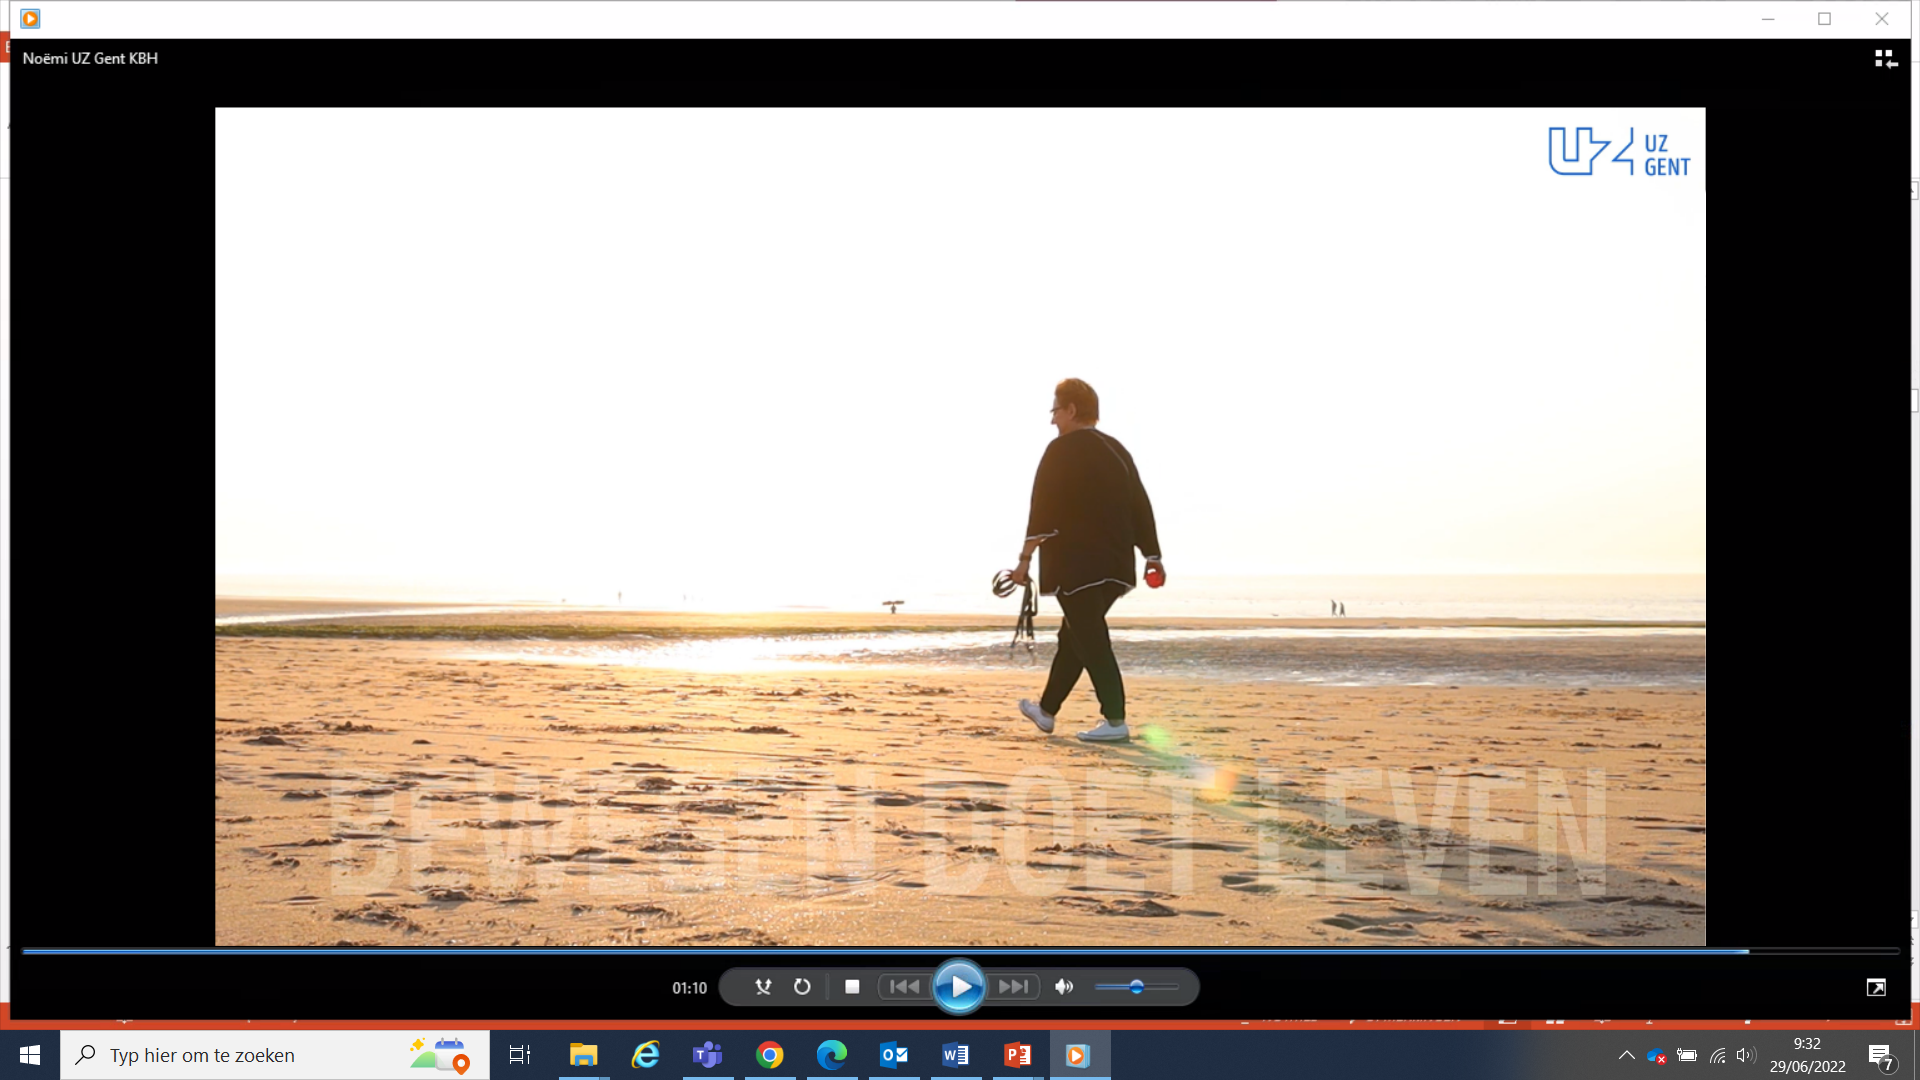 Noëmi UZ Gent KBH
UZ
GENT
BEWEGEN DOET LEVEN
01:10
Typ hier om te zoeken
9:32
29/06/2022
7